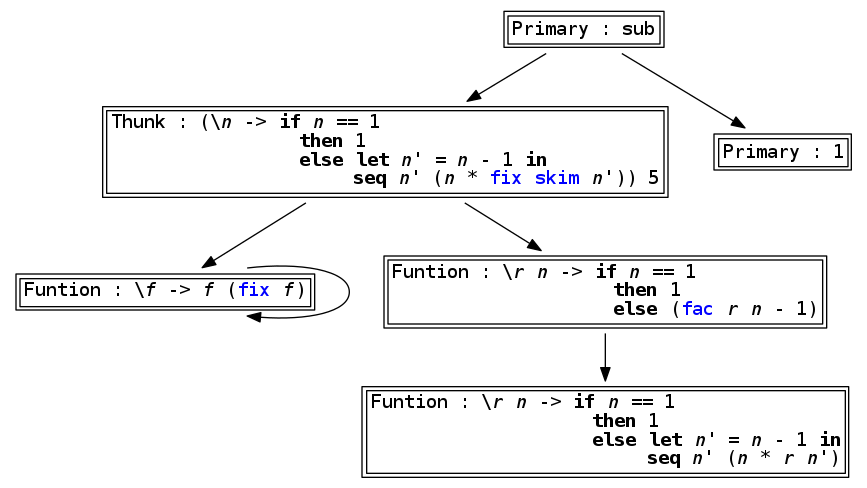 Primary : sub
Thunk : (\n -> if n == 1
then 1
else let n' = n - 1 in
seq n' (n * fix skim n')) 5
Primary : 1
Funtion : \f -> f (fix f)
Funtion : \r n -> if n == 1
then 1
else (fac r n - 1)
Funtion : \r n -> if n == 1
then 1
else let n' = n - 1 in
seq n' (n * r n')